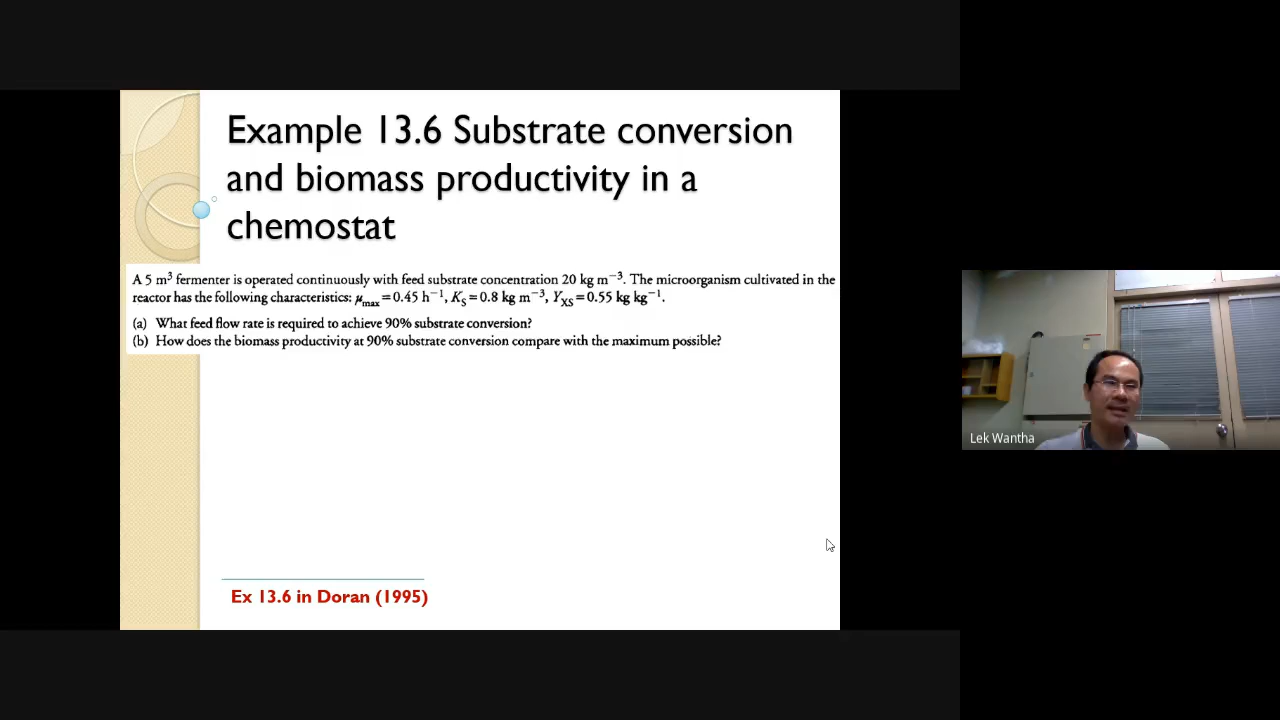 Example 13.6 Substrate conversion
and biomass productivity in a
chemostat
A 5 m³ fermenter is operated continuously with feed substrate concentration 20 kg m⁻³. The microorganism cultivated in the
reactor has the following characteristics: μmax = 0.45 h⁻¹, KS = 0.8 kg m⁻³, YXS = 0.55 kg kg⁻¹.
(a) What feed flow rate is required to achieve 90% substrate conversion?
(b) How does the biomass productivity at 90% substrate conversion compare with the maximum possible?
Lek Wantha
Ex 13.6 in Doran (1995)